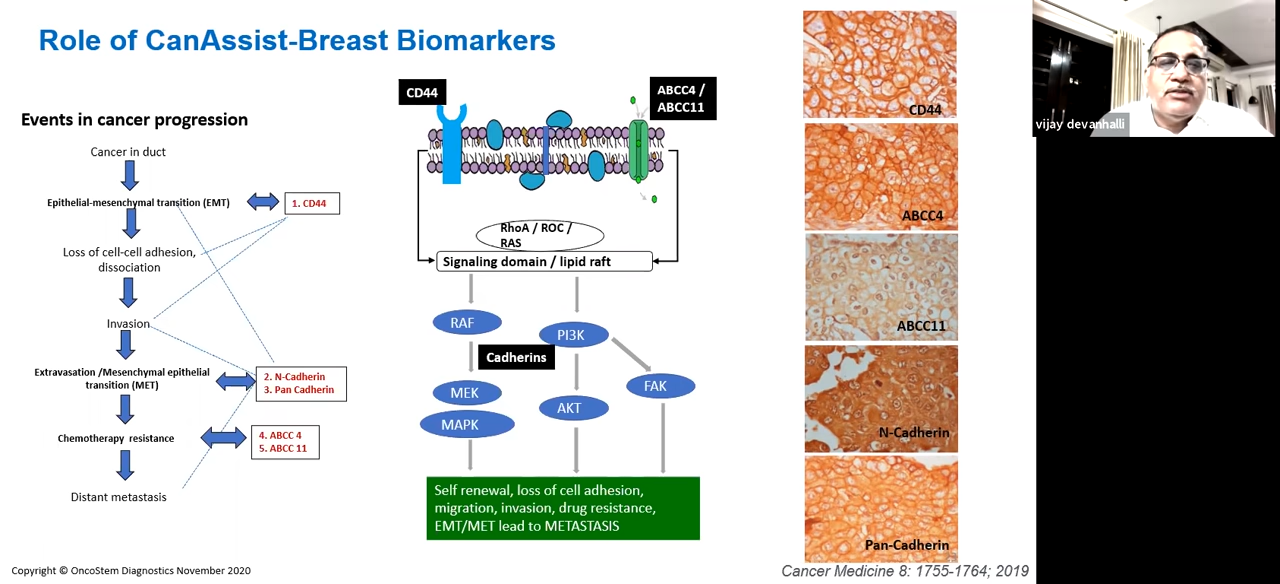 Role of CanAssist-Breast Biomarkers
Events in cancer progression
Cancer in duct
Epithelial-mesenchymal transition (EMT)
1. CD44
Loss of cell-cell adhesion,
dissociation
Invasion
Extravasation /Mesenchymal epithelial
transition (MET)
2. N-Cadherin
3. Pan Cadherin
Chemotherapy resistance
4. ABCC 4
5. ABCC 11
Distant metastasis
CD44
ABCC4 /
ABCC11
RhoA / ROC /
RAS
Signaling domain / lipid raft
RAF
PI3K
Cadherins
MEK
FAK
AKT
MAPK
Self renewal, loss of cell adhesion,
migration, invasion, drug resistance,
EMT/MET lead to METASTASIS
CD44
ABCC4
ABCC11
N-Cadherin
Pan-Cadherin
vijay devanhalli
Copyright © OncoStem Diagnostics November 2020
Cancer Medicine 8: 1755-1764; 2019